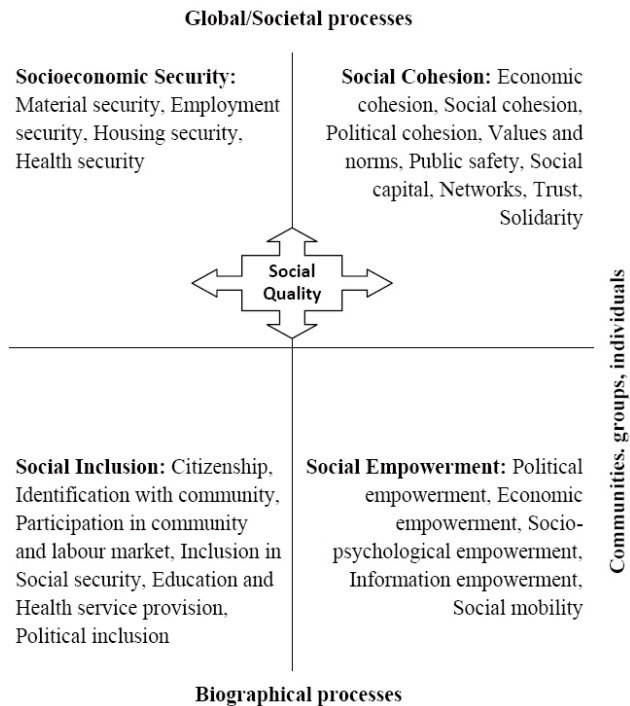 Global/Societal processes
Socioeconomic Security:
Material security, Employment
security, Housing security,
Health security
Social Cohesion: Economic
cohesion, Social cohesion,
Political cohesion, Values and
norms, Public safety, Social
capital, Networks, Trust,
Solidarity
Social
Quality
Communities, groups, individuals
Social Inclusion: Citizenship,
Identification with community,
Participation in community
and labour market, Inclusion in
Social security, Education and
Health service provision,
Political inclusion
Social Empowerment: Political
empowerment, Economic
empowerment, Socio-
psychological empowerment,
Information empowerment,
Social mobility
Biographical processes